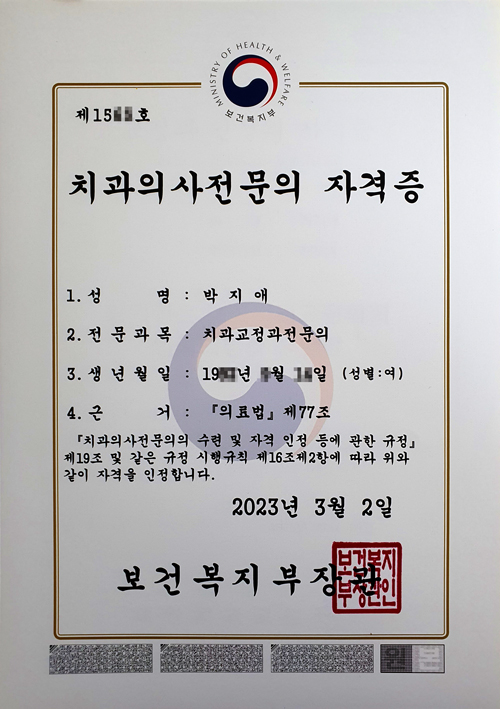 MINISTRY OF HEALTH & WELFARE
보건복지부
제15호
치과의사전문의 자격증
1. 성 명 : 박 지 애
2. 전 문 과 목 : 치과교정과전문의
3. 생 년 월 일 : 19년 월 일 (성별:여)
4. 근 거 : 『의료법』 제77조
『치과의사전문의의 수련 및 자격 인정 등에 관한 규정』
제19조 및 같은 규정 시행규칙 제16조제2항에 따라 위와
같이 자격을 인정합니다.
2023년 3월 2일
보건복지부장관
보건복지
부장관인